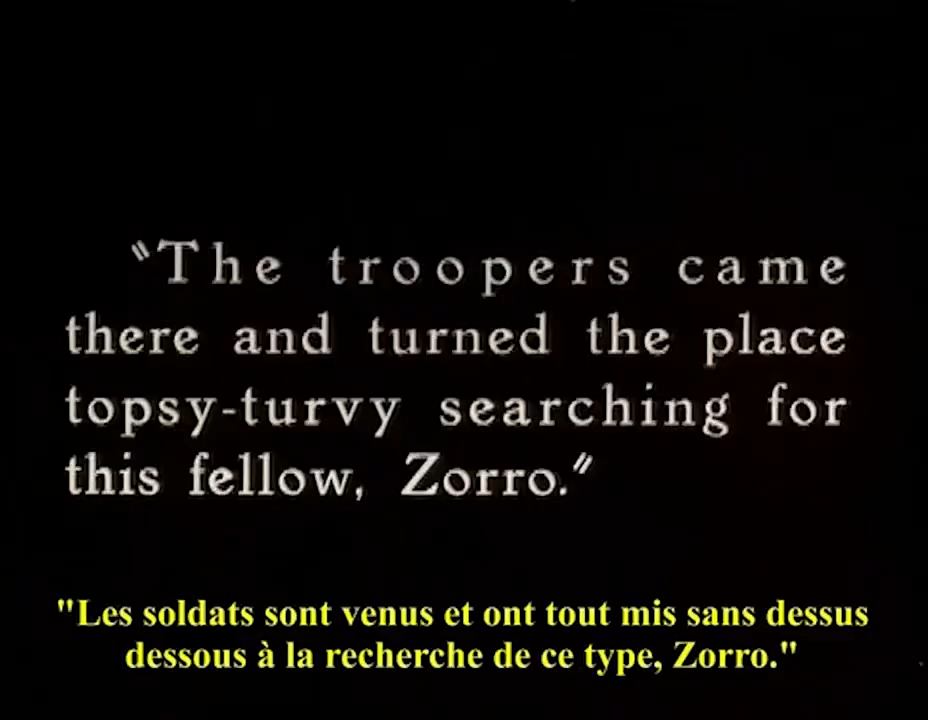 "The troopers came
there and turned the place
topsy-turvy searching for
this fellow, Zorro."
"Les soldats sont venus et ont tout mis sans dessus
dessous à la recherche de ce type, Zorro."